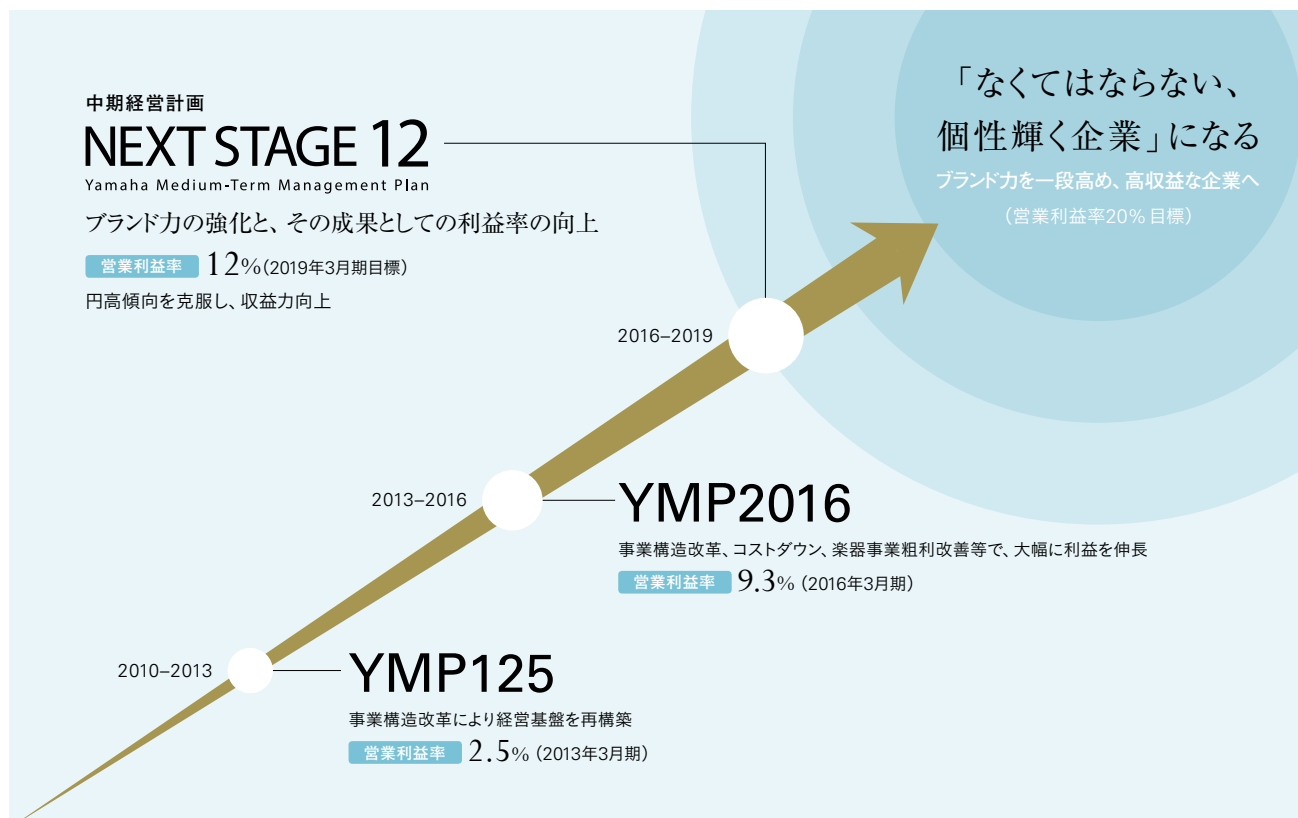 中期経営計画
NEXT STAGE 12
Yamaha Medium-Term Management Plan
ブランド力の強化と、その成果としての利益率の向上
営業利益率 12%(2019年3月期目標)
円高傾向を克服し、収益力向上
「なくてはならない、
個性輝く企業」になる
ブランド力を一段高め、高収益な企業へ
(営業利益率20%目標)
2016–2019
2013–2016
YMP2016
事業構造改革、コストダウン、楽器事業粗利改善等で、大幅に利益を伸長
営業利益率 9.3% (2016年3月期)
2010–2013
YMP125
事業構造改革により経営基盤を再構築
営業利益率 2.5% (2013年3月期)